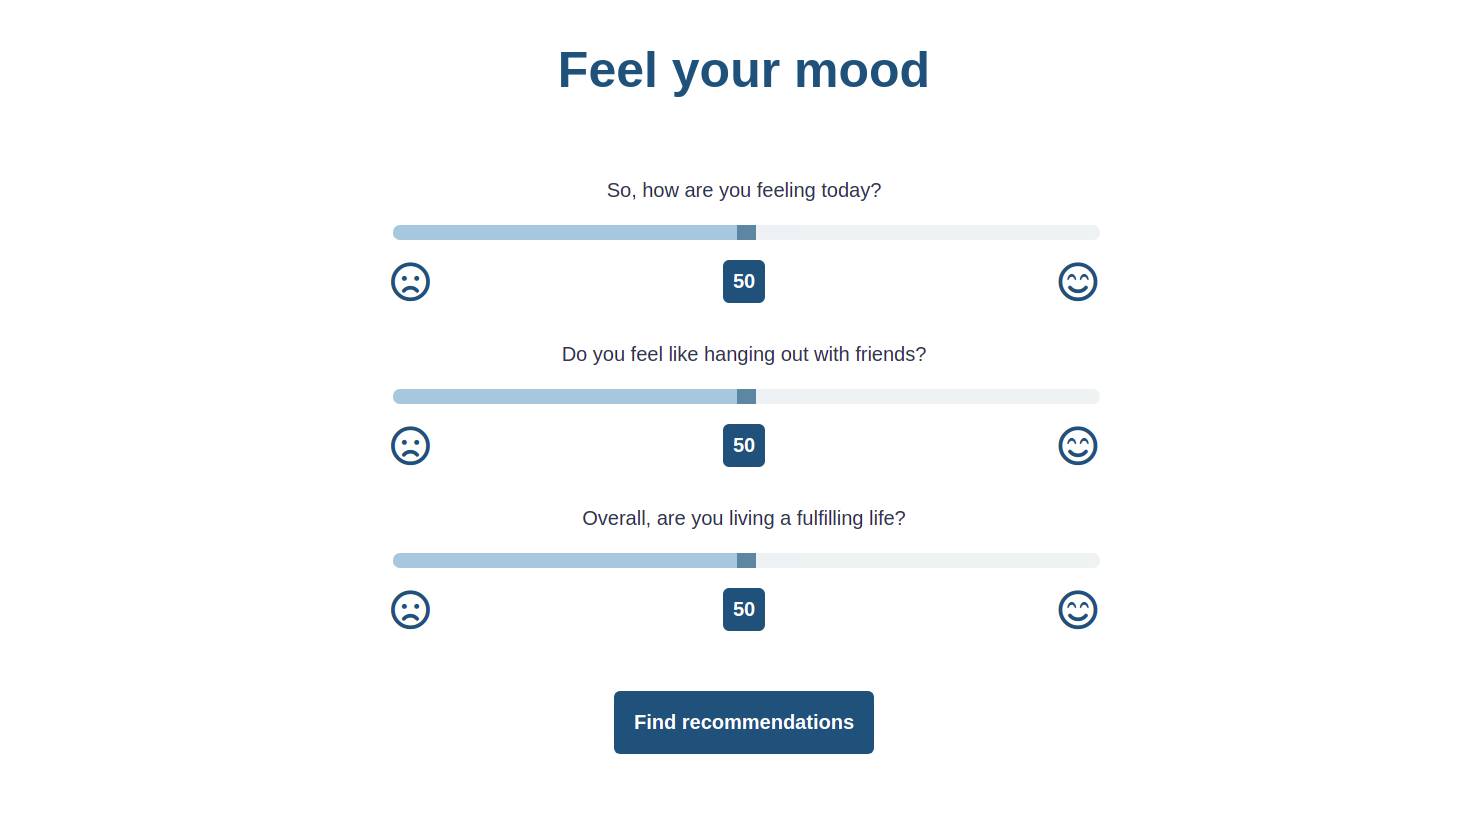 Feel your mood
So, how are you feeling today?
50
Do you feel like hanging out with friends?
50
Overall, are you living a fulfilling life?
50
Find recommendations